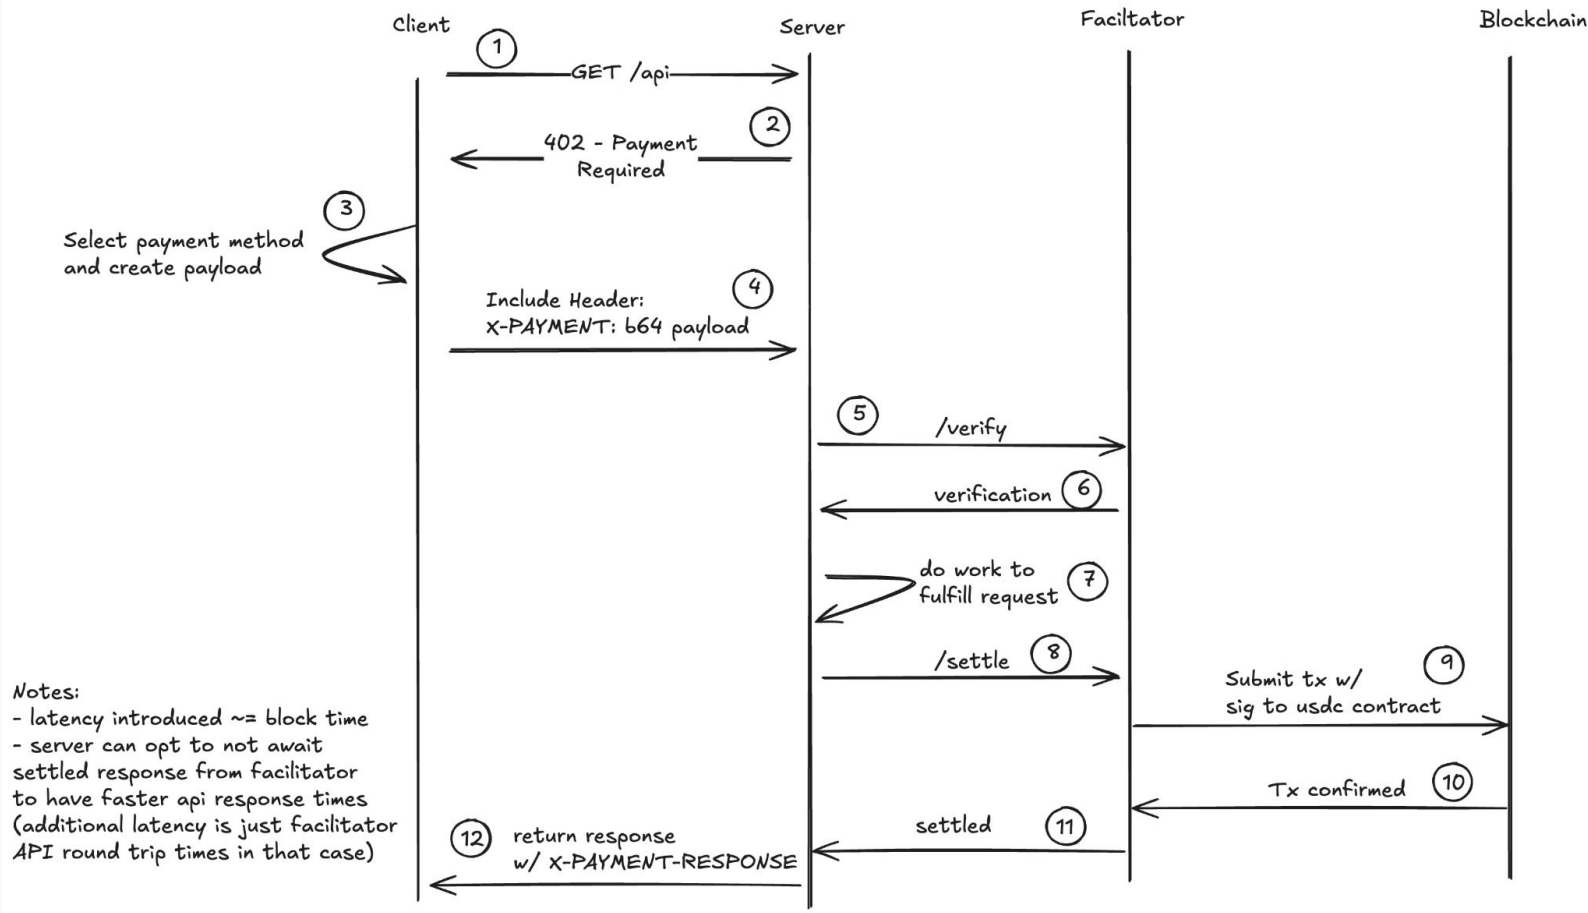 Client
Server
Faciltator
Blockchain
1
GET /api
2
402 - Payment
Required
3
Select payment method
and create payload
4
Include Header:
X-PAYMENT: b64 payload
5
/verify
verification
6
do work to
fulfill request
7
/settle
8
9
Submit tx w/
sig to usdc contract
Tx confirmed
10
settled
11
12
return response
w/ X-PAYMENT-RESPONSE
Notes:
- latency introduced ~= block time
- server can opt to not await
settled response from facilitator
to have faster api response times
(additional latency is just facilitator
API round trip times in that case)